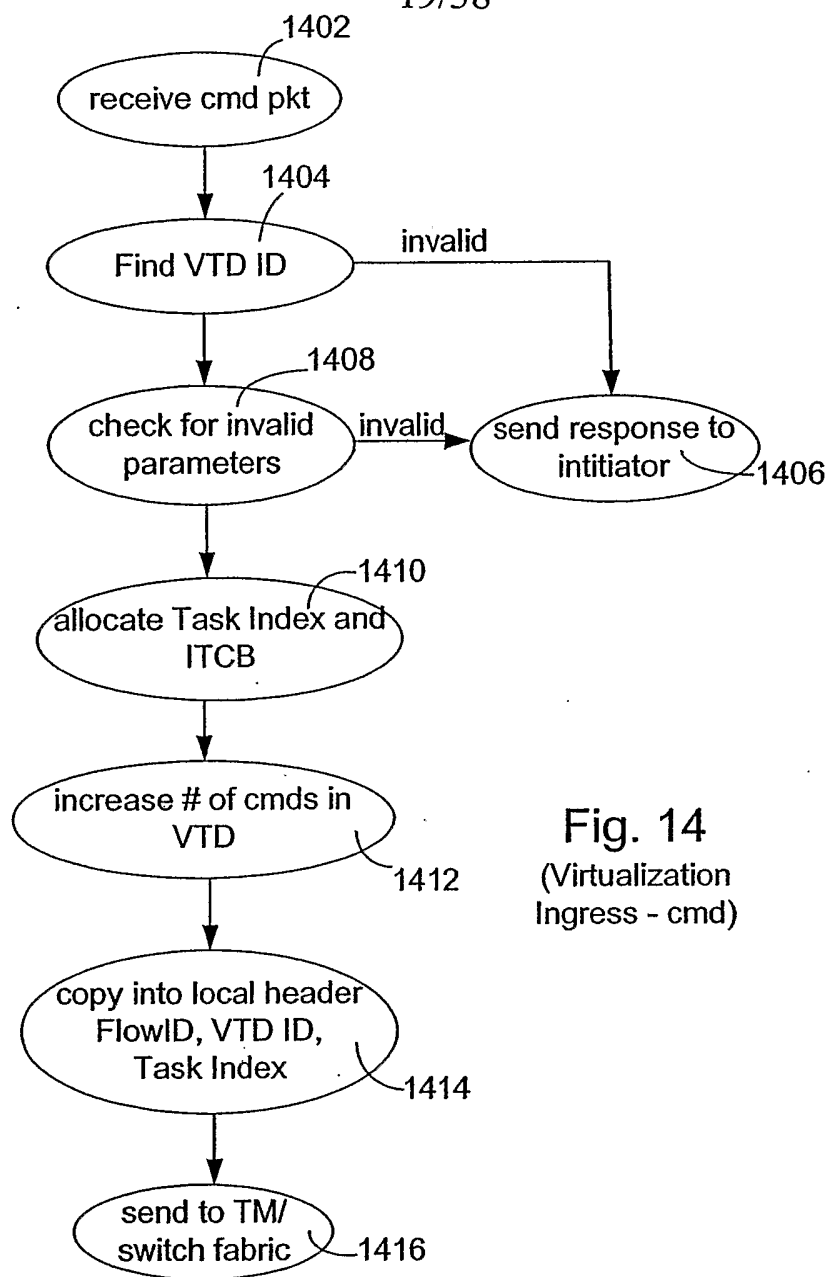 19/38
1402
receive cmd pkt
1404
Find VTD ID
invalid
1408
check for invalid
parameters
invalid
send response to
intitiator
1406
1410
allocate Task Index and
ITCB
increase # of cmds in
VTD
1412
Fig. 14
(Virtualization
Ingress - cmd)
copy into local header
FlowID, VTD ID,
Task Index
1414
send to TM/
switch fabric
1416